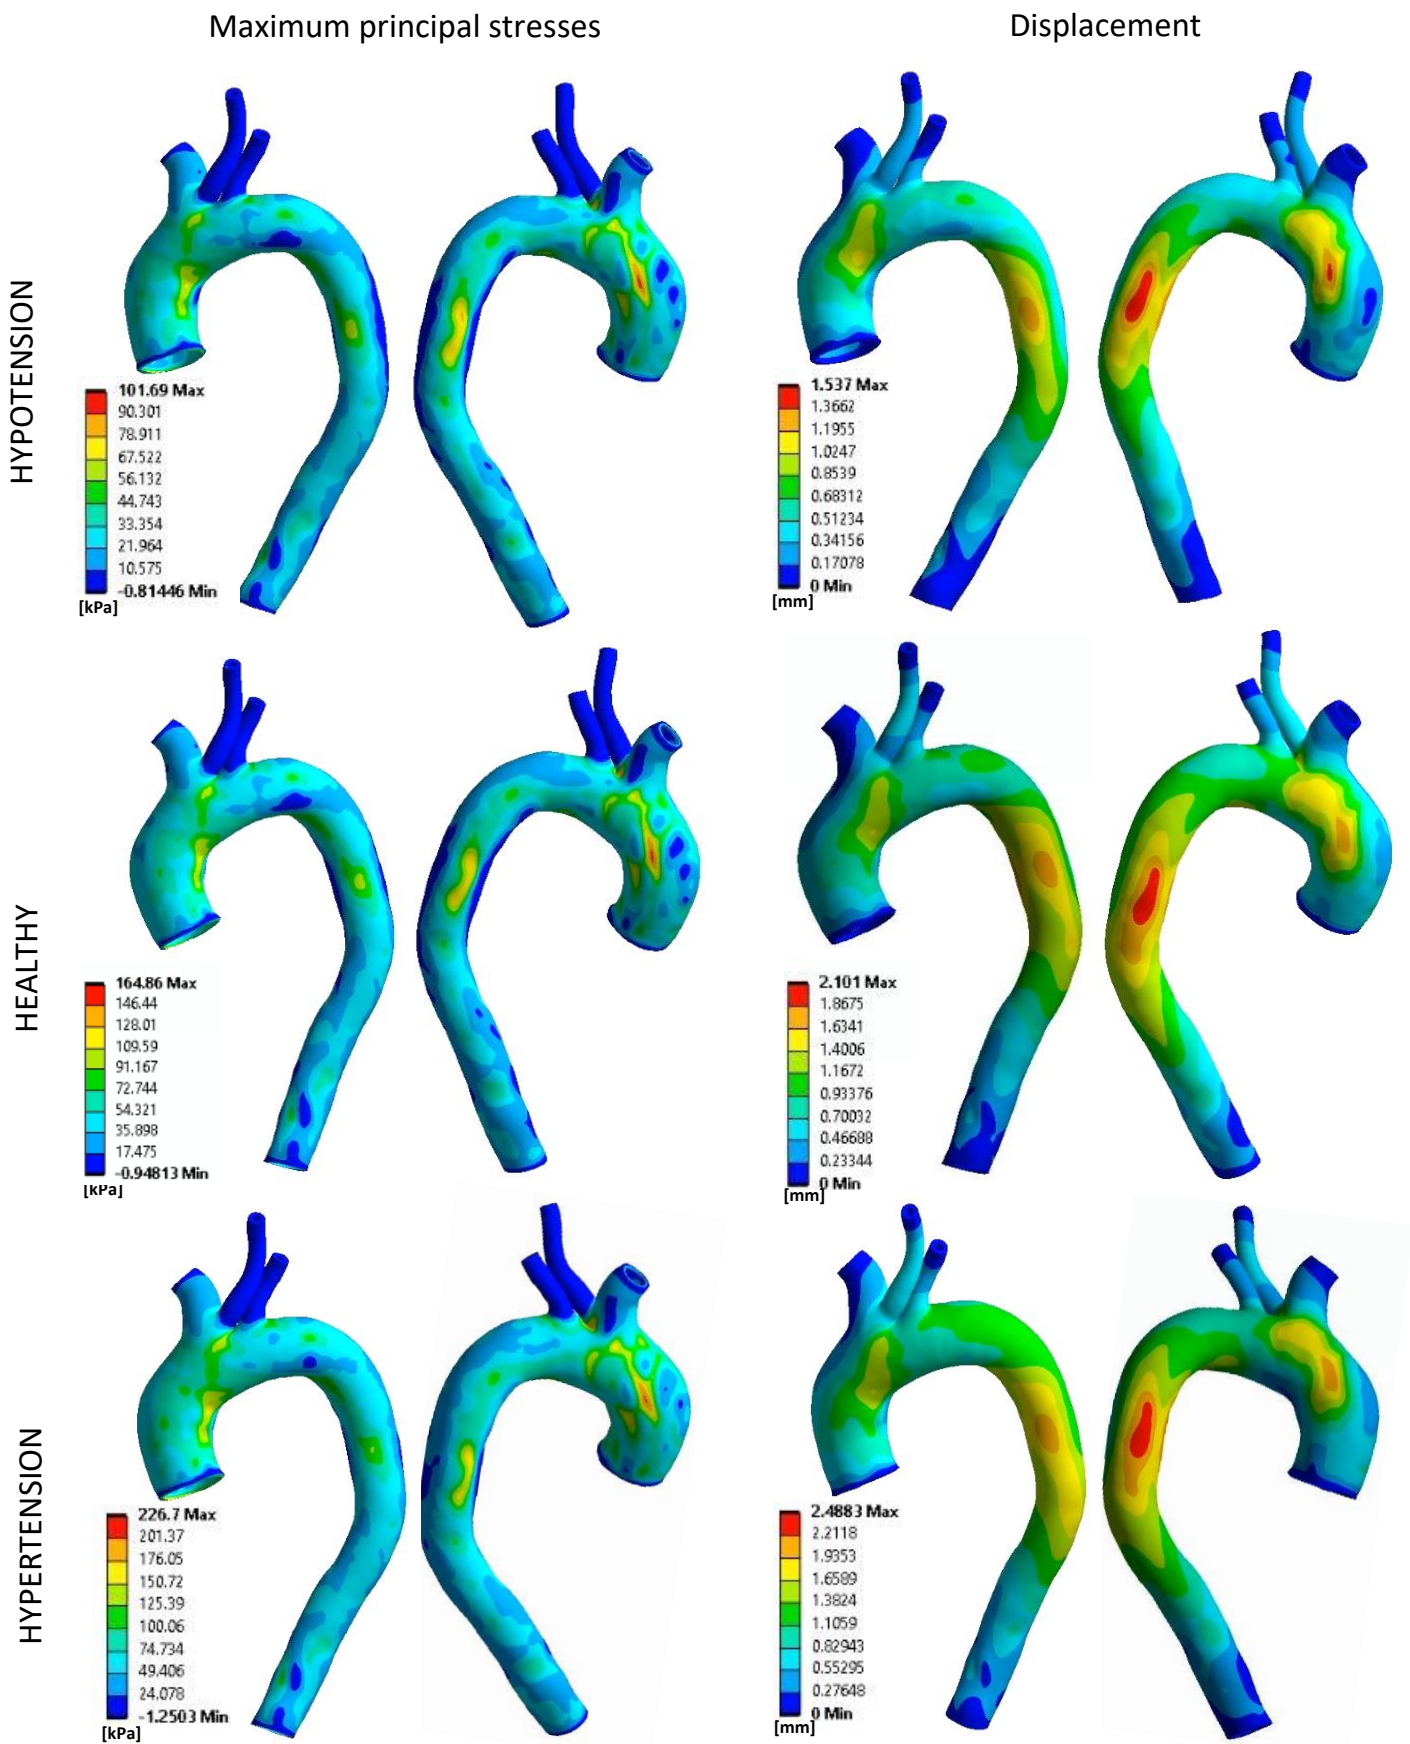 Maximum principal stresses
Displacement
HYPOTENSION
101.69 Max
90.301
78.911
67.522
56.132
44.743
33.354
21.964
10.575
-0.81446 Min
[kPa]
1.537 Max
1.3662
1.1955
1.0247
0.8539
0.68312
0.51234
0.34156
0.17078
0 Min
[mm]
HEALTHY
164.86 Max
146.44
128.01
109.59
91.167
72.744
54.321
35.898
17.475
-0.94813 Min
[kPa]
2.101 Max
1.8675
1.6341
1.4006
1.1672
0.93376
0.70032
0.46688
0.23344
0 Min
[mm]
HYPERTENSION
226.7 Max
201.37
176.05
150.72
125.39
100.06
74.734
49.406
24.078
-1.2503 Min
[kPa]
2.4883 Max
2.2118
1.9353
1.6589
1.3824
1.1059
0.82943
0.55295
0.27648
0 Min
[mm]